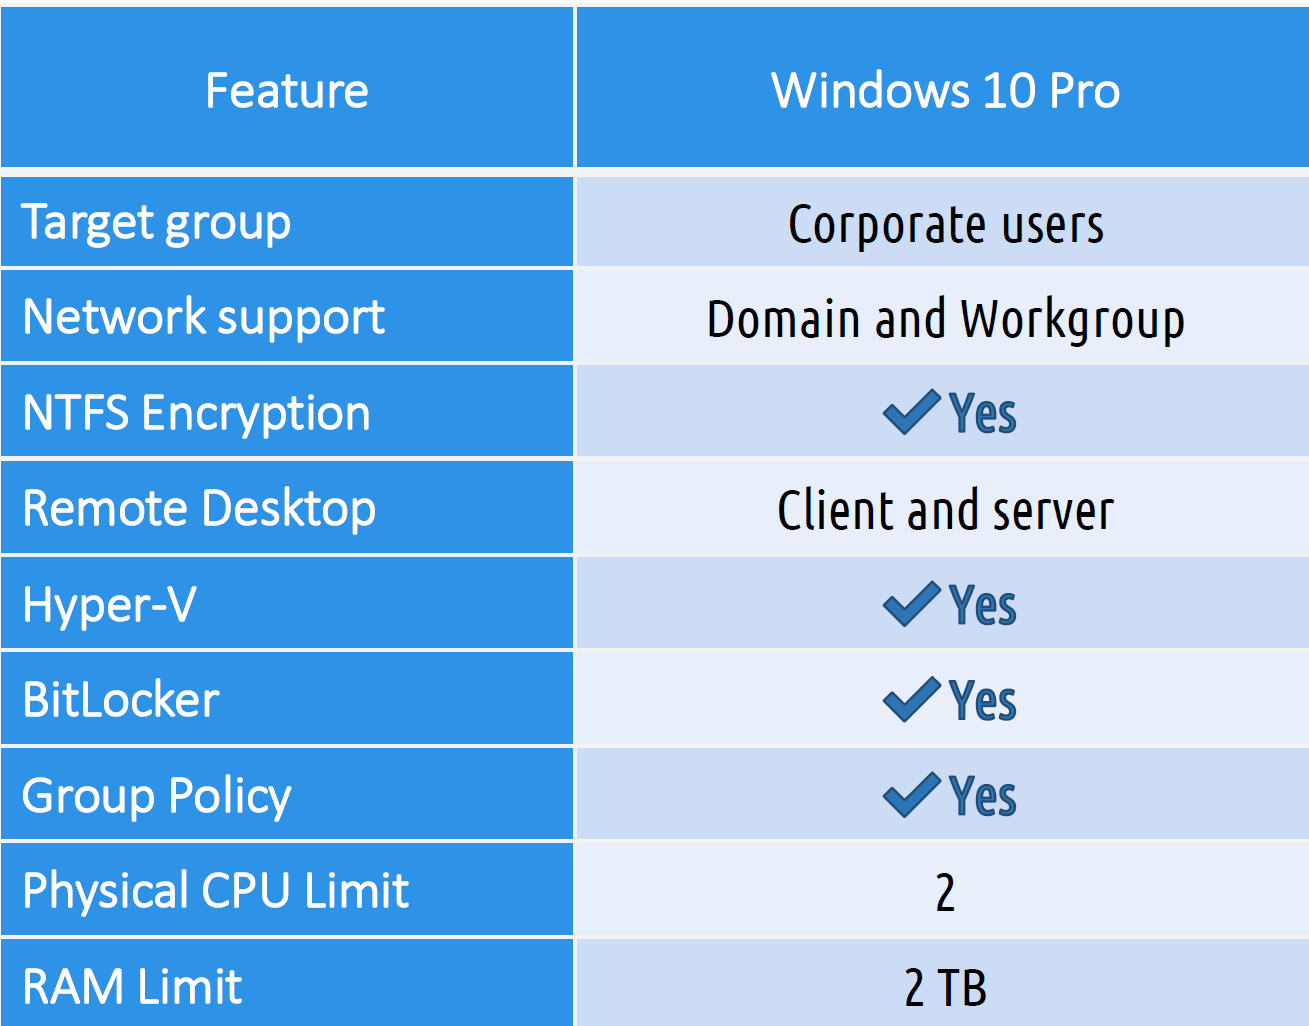 Feature Windows 10 Pro
Target group Corporate users
Network support Domain and Workgroup
NTFS Encryption Yes
Remote Desktop Client and server
Hyper-V Yes
BitLocker Yes
Group Policy Yes
Physical CPU Limit 2
RAM Limit 2 TB